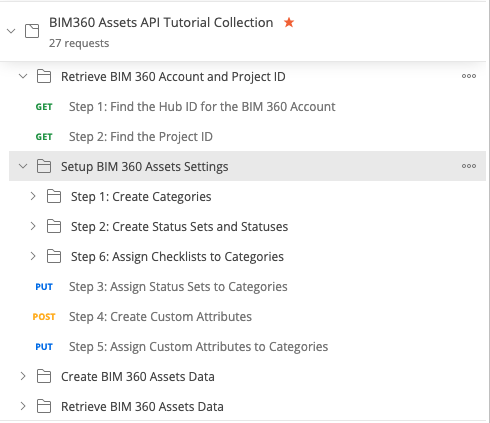 BIM360 Assets API Tutorial Collection
27 requests
Retrieve BIM 360 Account and Project ID
GET Step 1: Find the Hub ID for the BIM 360 Account
GET Step 2: Find the Project ID
Setup BIM 360 Assets Settings
Step 1: Create Categories
Step 2: Create Status Sets and Statuses
Step 6: Assign Checklists to Categories
PUT Step 3: Assign Status Sets to Categories
POST Step 4: Create Custom Attributes
PUT Step 5: Assign Custom Attributes to Categories
Create BIM 360 Assets Data
Retrieve BIM 360 Assets Data